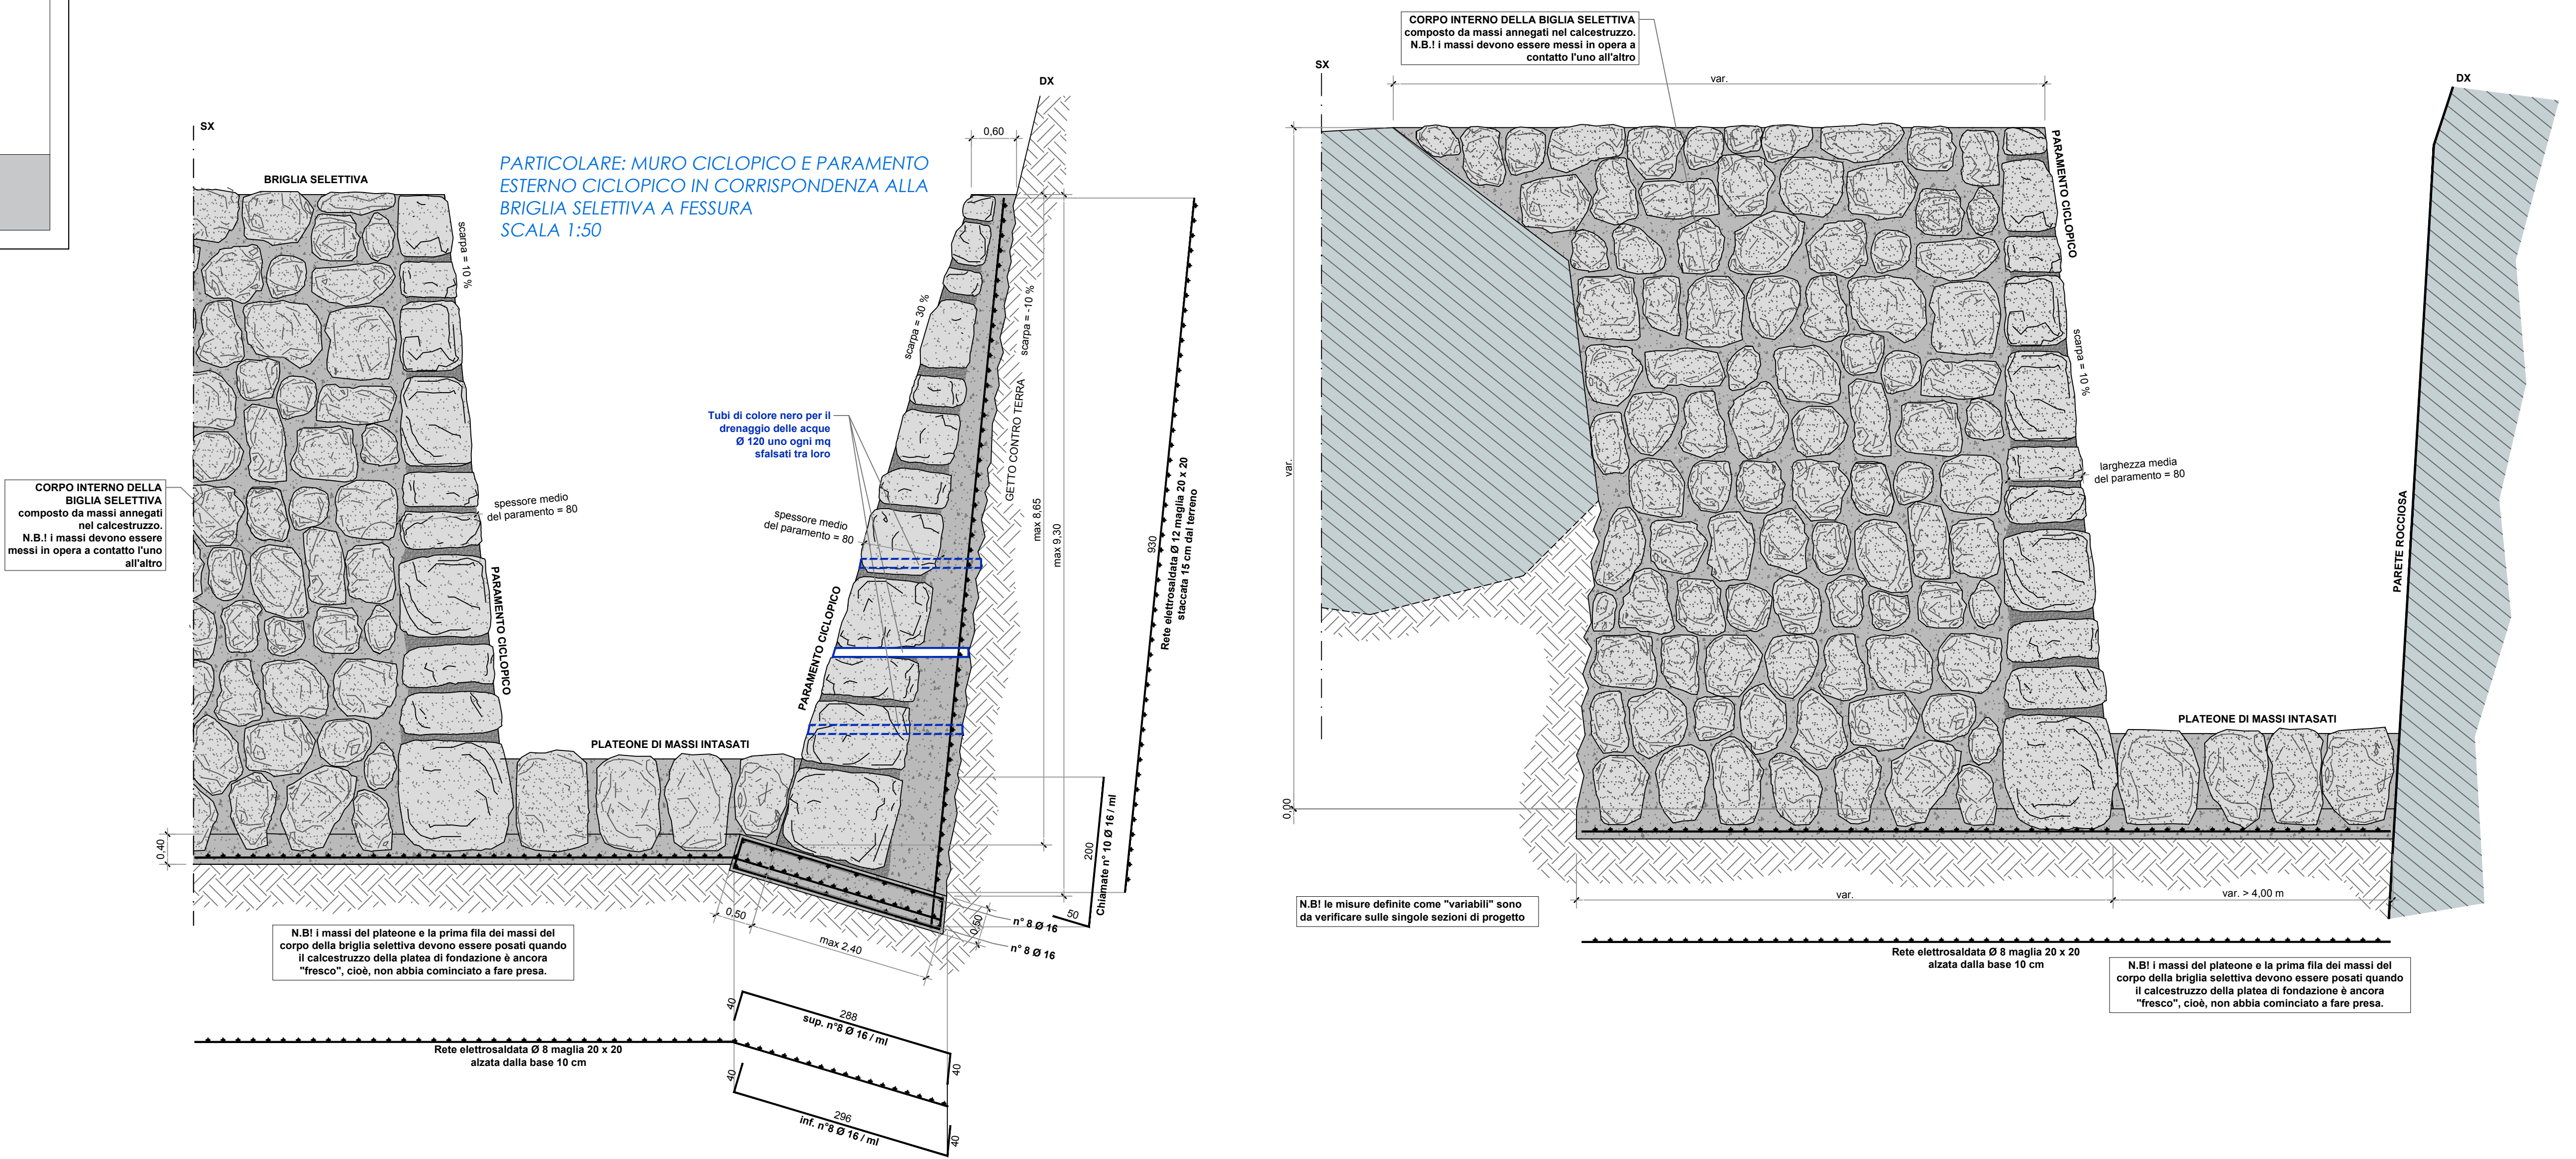 SX
BRIGLIA SELETTIVA
scarpa = 10 %
PARTICOLARE: MURO CICLOPICO E PARAMENTO
ESTERNO CICLOPICO IN CORRISPONDENZA ALLA
BRIGLIA SELETTIVA A FESSURA
SCALA 1:50
DX
0,60
scarpa = 30 %
scarpa = -10 %
GETTO CONTRO TERRA
Tubi di colore nero per il
drenaggio delle acque
Ø 120 uno ogni mq
sfalsati tra loro
CORPO INTERNO DELLA
BIGLIA SELETTIVA
composto da massi annegati
nel calcestruzzo.
N.B.! i massi devono essere
messi in opera a contatto l'uno
all'altro
spessore medio
del paramento = 80
spessore medio
del paramento = 80
PARAMENTO CICLOPICO
PARAMENTO CICLOPICO
max 8,65
max 9,30
930
Rete elettrosaldata Ø 12 maglia 20 x 20
staccata 15 cm dal terreno
PLATEONE DI MASSI INTASATI
0,40
200
Chiamate n° 10 Ø 16 / ml
50
n° 8 Ø 16
n° 8 Ø 16
0,50
0,50
max 2,40
N.B! i massi del plateone e la prima fila dei massi del
corpo della briglia selettiva devono essere posati quando
il calcestruzzo della platea di fondazione è ancora
"fresco", cioè, non abbia cominciato a fare presa.
40
288
sup. n°8 Ø 16 / ml
40
Rete elettrosaldata Ø 8 maglia 20 x 20
alzata dalla base 10 cm
40
296
inf. n°8 Ø 16 / ml
40
CORPO INTERNO DELLA BIGLIA SELETTIVA
composto da massi annegati nel calcestruzzo.
N.B.! i massi devono essere messi in opera a
contatto l'uno all'altro
SX
var.
DX
PARAMENTO CICLOPICO
scarpa = 10 %
var.
larghezza media
del paramento = 80
PARETE ROCCIOSA
PLATEONE DI MASSI INTASATI
0,00
var.
var. > 4,00 m
N.B! le misure definite come "variabili" sono
da verificare sulle singole sezioni di progetto
Rete elettrosaldata Ø 8 maglia 20 x 20
alzata dalla base 10 cm
N.B! i massi del plateone e la prima fila dei massi del
corpo della briglia selettiva devono essere posati quando
il calcestruzzo della platea di fondazione è ancora
"fresco", cioè, non abbia cominciato a fare presa.